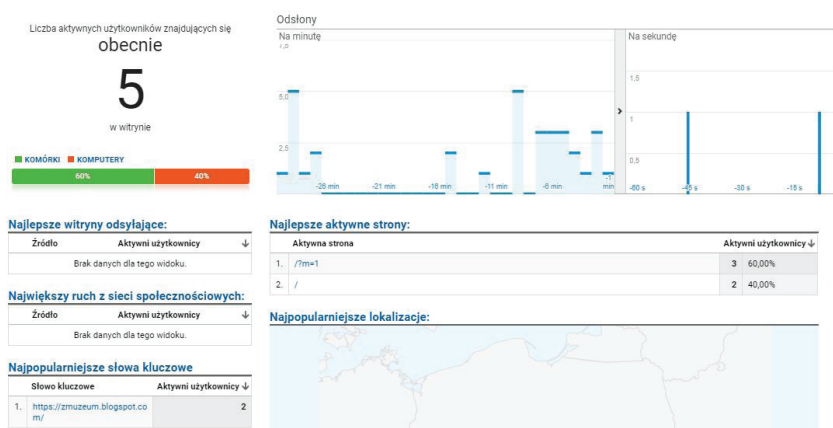 Liczba aktywnych użytkowników znajdujących się
obecnie
5
w witrynie
KOMÓRKI KOMPUTERY
60% 40%
Odsłony
Na minutę
7,5
5,0
2,5
-26 min -21 min -16 min -11 min -6 min -1 min
Na sekundę
1,5
1
0,5
-60 s -45 s -30 s -15 s
Najlepsze witryny odsyłające:
Źródło Aktywni użytkownicy
Brak danych dla tego widoku.
Największy ruch z sieci społecznościowych:
Źródło Aktywni użytkownicy
Brak danych dla tego widoku.
Najpopularniejsze słowa kluczowe
Słowo kluczowe Aktywni użytkownicy
1. https://zmuzeum.blogspot.co 2
m/
Najlepsze aktywne strony:
Aktywna strona Aktywni użytkownicy
1. /?m=1 3 60,00%
2. / 2 40,00%
Najpopularniejsze lokalizacje: